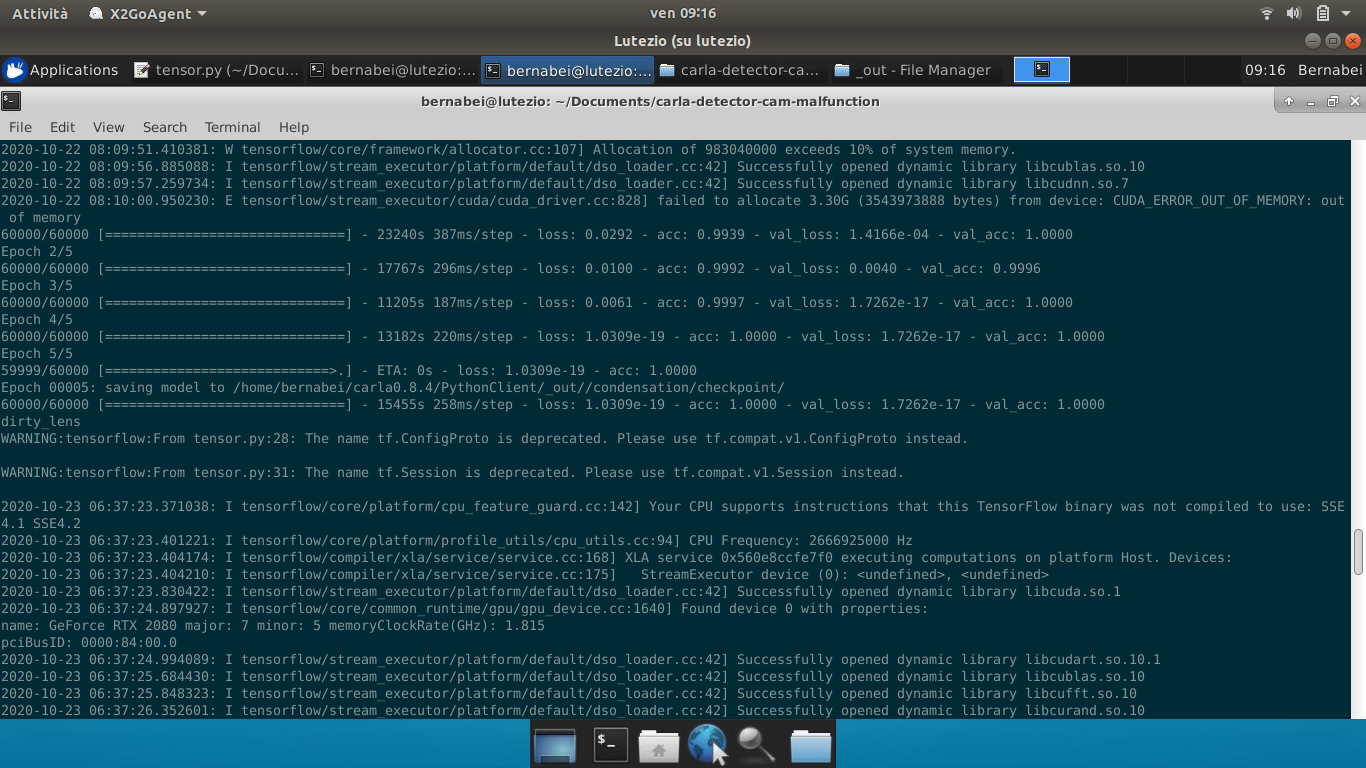 Attività X2GoAgent ven 09:16
Lutezio (su lutezio)
Applications tensor.py (~/Docu... bernabei@lutezio:... bernabei@lutezio:... carla-detector-ca... _out - File Manager 09:16 Bernabei
bernabei@lutezio: ~/Documents/carla-detector-cam-malfunction
File Edit View Search Terminal Help
2020-10-22 08:09:51.410381: W tensorflow/core/framework/allocator.cc:107] Allocation of 983040000 exceeds 10% of system memory.
2020-10-22 08:09:56.885088: I tensorflow/stream_executor/platform/default/dso_loader.cc:42] Successfully opened dynamic library libcublas.so.10
2020-10-22 08:09:57.259734: I tensorflow/stream_executor/platform/default/dso_loader.cc:42] Successfully opened dynamic library libcudnn.so.7
2020-10-22 08:10:00.950230: E tensorflow/stream_executor/cuda/cuda_driver.cc:828] failed to allocate 3.30G (3543973888 bytes) from device: CUDA_ERROR_OUT_OF_MEMORY: out
of memory
60000/60000 [==============================] - 23240s 387ms/step - loss: 0.0292 - acc: 0.9939 - val_loss: 1.4166e-04 - val_acc: 1.0000
Epoch 2/5
60000/60000 [==============================] - 17767s 296ms/step - loss: 0.0100 - acc: 0.9992 - val_loss: 0.0040 - val_acc: 0.9996
Epoch 3/5
60000/60000 [==============================] - 11205s 187ms/step - loss: 0.0061 - acc: 0.9997 - val_loss: 1.7262e-17 - val_acc: 1.0000
Epoch 4/5
60000/60000 [==============================] - 13182s 220ms/step - loss: 1.0309e-19 - acc: 1.0000 - val_loss: 1.7262e-17 - val_acc: 1.0000
Epoch 5/5
59999/60000 [============================>.] - ETA: 0s - loss: 1.0309e-19 - acc: 1.0000
Epoch 00005: saving model to /home/bernabei/carla0.8.4/PythonClient/_out//condensation/checkpoint/
60000/60000 [==============================] - 15455s 258ms/step - loss: 1.0309e-19 - acc: 1.0000 - val_loss: 1.7262e-17 - val_acc: 1.0000
dirty_lens
WARNING:tensorflow:From tensor.py:28: The name tf.ConfigProto is deprecated. Please use tf.compat.v1.ConfigProto instead.
WARNING:tensorflow:From tensor.py:31: The name tf.Session is deprecated. Please use tf.compat.v1.Session instead.
2020-10-23 06:37:23.371038: I tensorflow/core/platform/cpu_feature_guard.cc:142] Your CPU supports instructions that this TensorFlow binary was not compiled to use: SSE
4.1 SSE4.2
2020-10-23 06:37:23.401221: I tensorflow/core/platform/profile_utils/cpu_utils.cc:94] CPU Frequency: 2666925000 Hz
2020-10-23 06:37:23.404174: I tensorflow/compiler/xla/service/service.cc:168] XLA service 0x560e8ccfe7f0 executing computations on platform Host. Devices:
2020-10-23 06:37:23.404210: I tensorflow/compiler/xla/service/service.cc:175]   StreamExecutor device (0): <undefined>, <undefined>
2020-10-23 06:37:23.830422: I tensorflow/stream_executor/platform/default/dso_loader.cc:42] Successfully opened dynamic library libcuda.so.1
2020-10-23 06:37:24.897927: I tensorflow/core/common_runtime/gpu/gpu_device.cc:1640] Found device 0 with properties:
name: GeForce RTX 2080 major: 7 minor: 5 memoryClockRate(GHz): 1.815
pciBusID: 0000:84:00.0
2020-10-23 06:37:24.994089: I tensorflow/stream_executor/platform/default/dso_loader.cc:42] Successfully opened dynamic library libcudart.so.10.1
2020-10-23 06:37:25.684430: I tensorflow/stream_executor/platform/default/dso_loader.cc:42] Successfully opened dynamic library libcublas.so.10
2020-10-23 06:37:25.848323: I tensorflow/stream_executor/platform/default/dso_loader.cc:42] Successfully opened dynamic library libcufft.so.10
2020-10-23 06:37:26.352601: I tensorflow/stream_executor/platform/default/dso_loader.cc:42] Successfully opened dynamic library libcurand.so.10